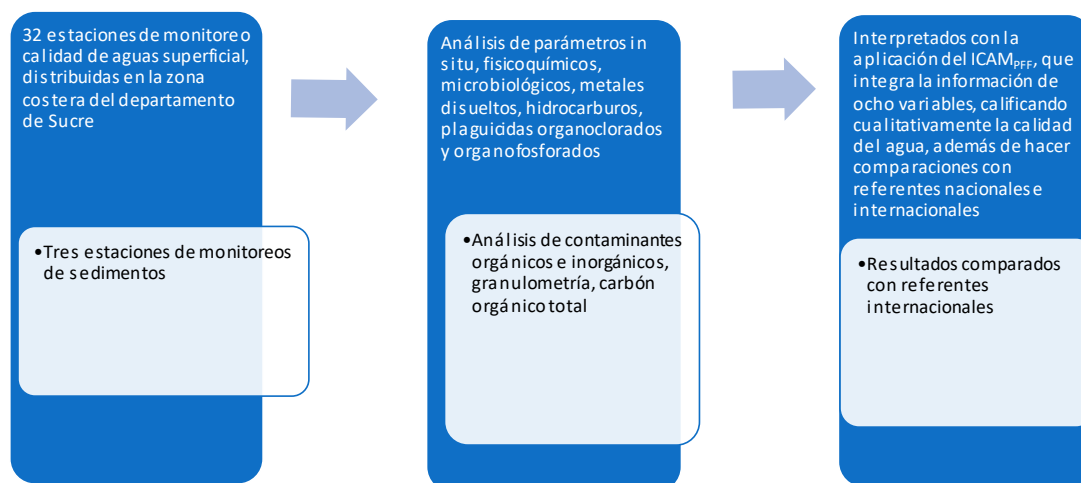 32 estaciones de monitoreo
calidad de aguas superficial,
distribuidas en la zona
costera del departamento
de Sucre
•Tres estaciones de monitoreos
de sedimentos
Análisis de parámetros in
situ, fisicoquímicos,
microbiológicos, metales
disueltos, hidrocarburos,
plaguicidas organoclorados
y organofosforados
•Análisis de contaminantes
orgánicos e inorgánicos,
granulometría, carbón
orgánico total
Interpretados con la
aplicación del ICAMPFF, que
integra la información de
ocho variables, calificando
cualitativamente la calidad
del agua, además de hacer
comparaciones con
referentes nacionales e
internacionales
•Resultados comparados
con referentes
internacionales